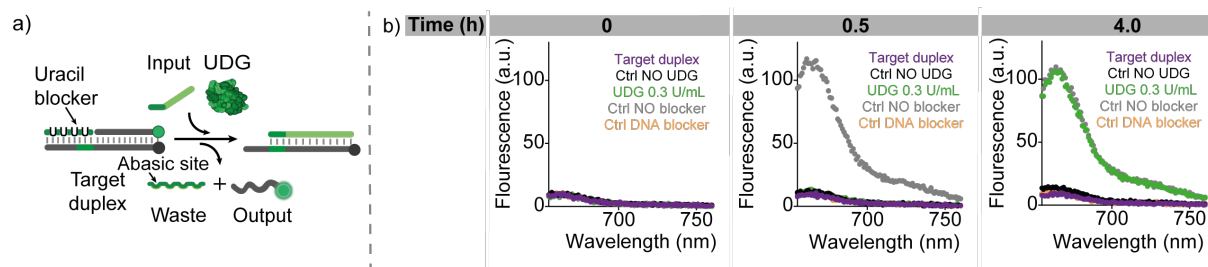 a)
Input UDG
Uracil
blocker
U U U U
Abasic site
Target
duplex
+
Waste Output
b) Time (h) 0 0.5 4.0
Flourescence (a.u.)
100
50
0
700 750
Wavelength (nm)
Target duplex
Ctrl NO UDG
UDG 0.3 U/mL
Ctrl NO blocker
Ctrl DNA blocker
Flourescence (a.u.)
100
50
0
700 750
Wavelength (nm)
Target duplex
Ctrl NO UDG
UDG 0.3 U/mL
Ctrl NO blocker
Ctrl DNA blocker
Flourescence (a.u.)
100
50
0
700 750
Wavelength (nm)
Target duplex
Ctrl NO UDG
UDG 0.3 U/mL
Ctrl NO blocker
Ctrl DNA blocker